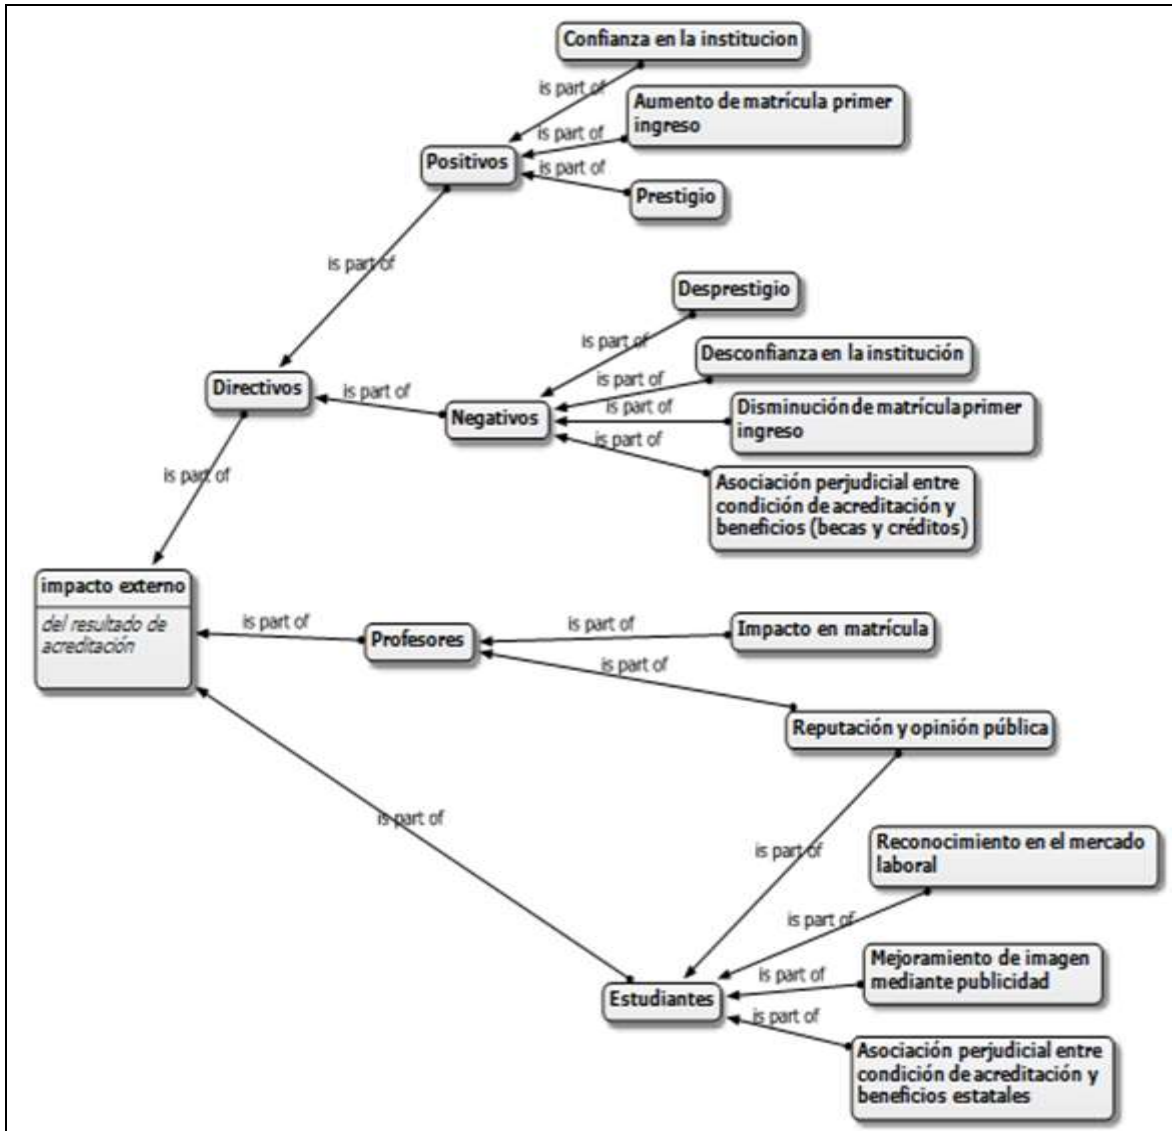 Confianza en la institucion
is part of
Aumento de matrícula primer
ingreso
is part of
Positivos
is part of
Prestigio
is part of
Desprestigio
is part of
Desconfianza en la institución
Directivos
is part of
is part of
Negativos
is part of
Disminución de matrícula primer
ingreso
is part of
is part of
Asociación perjudicial entre
condición de acreditación y
beneficios (becas y créditos)
impacto externo
del resultado de
acreditación
is part of
Profesores
is part of
Impacto en matrícula
is part of
Reputación y opinión pública
is part of
is part of
Reconocimiento en el mercado
laboral
is part of
Mejoramiento de imagen
mediante publicidad
is part of
Estudiantes
is part of
Asociación perjudicial entre
condición de acreditación y
beneficios estatales